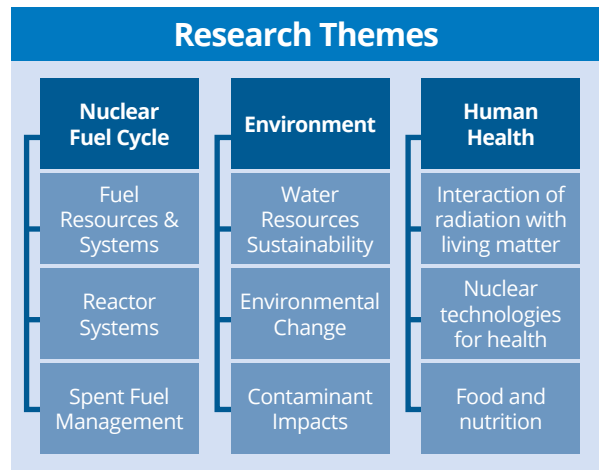 Research Themes
Nuclear
Fuel Cycle
Fuel
Resources &
Systems
Reactor
Systems
Spent Fuel
Management
Environment
Water
Resources
Sustainability
Environmental
Change
Contaminant
Impacts
Human
Health
Interaction of
radiation with
living matter
Nuclear
technologies
for health
Food and
nutrition